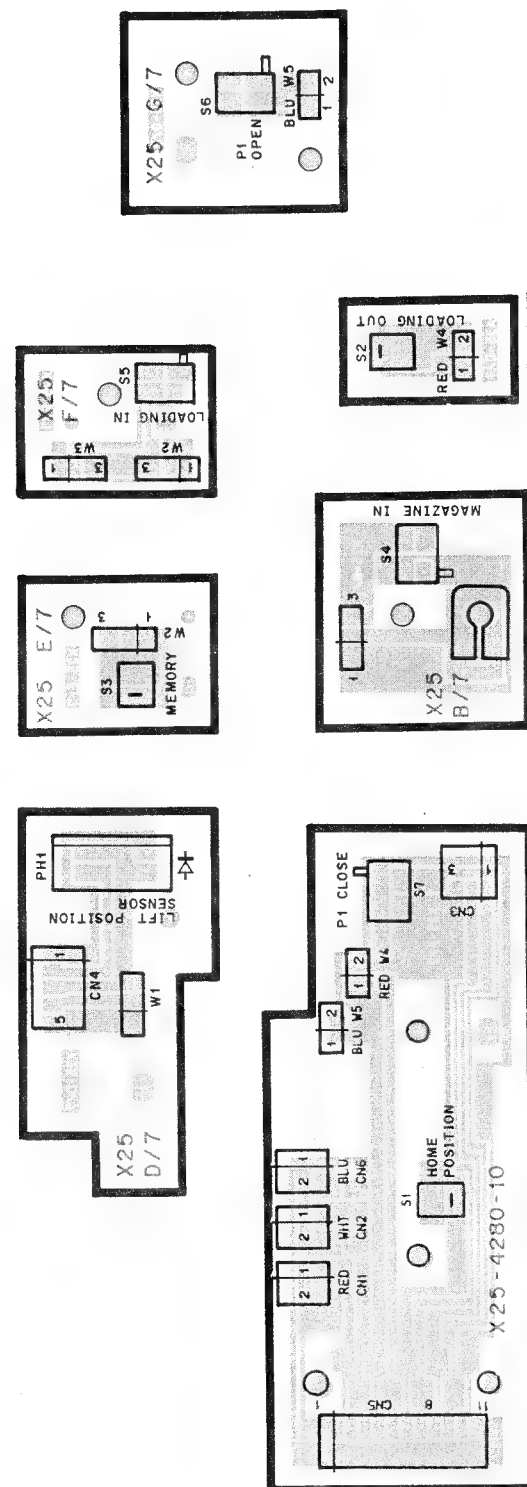 X25 G/7
S6
P1
OPEN
BLU W5
1 2
X25
F/7
S5
LOADING IN
W3
1 3
W2
3 1
S2
LOADING OUT
RED W4
1 2
X25 E/7
3 1
W2
S3
MEMORY
MAGAZINE IN
S4
1 3
X25
B/7
PH1
LIFT POSITION
SENSOR
CN4
5 1
W1
X25
D/7
P1 CLOSE
S7
CN3
3 1
1 2
RED W4
1 2
BLU W5
2 1
BLU
CN6
2 1
WHT
CN2
2 1
RED
CN1
S1
HOME
POSITION
X25-4280-10
1
CN5
8
11